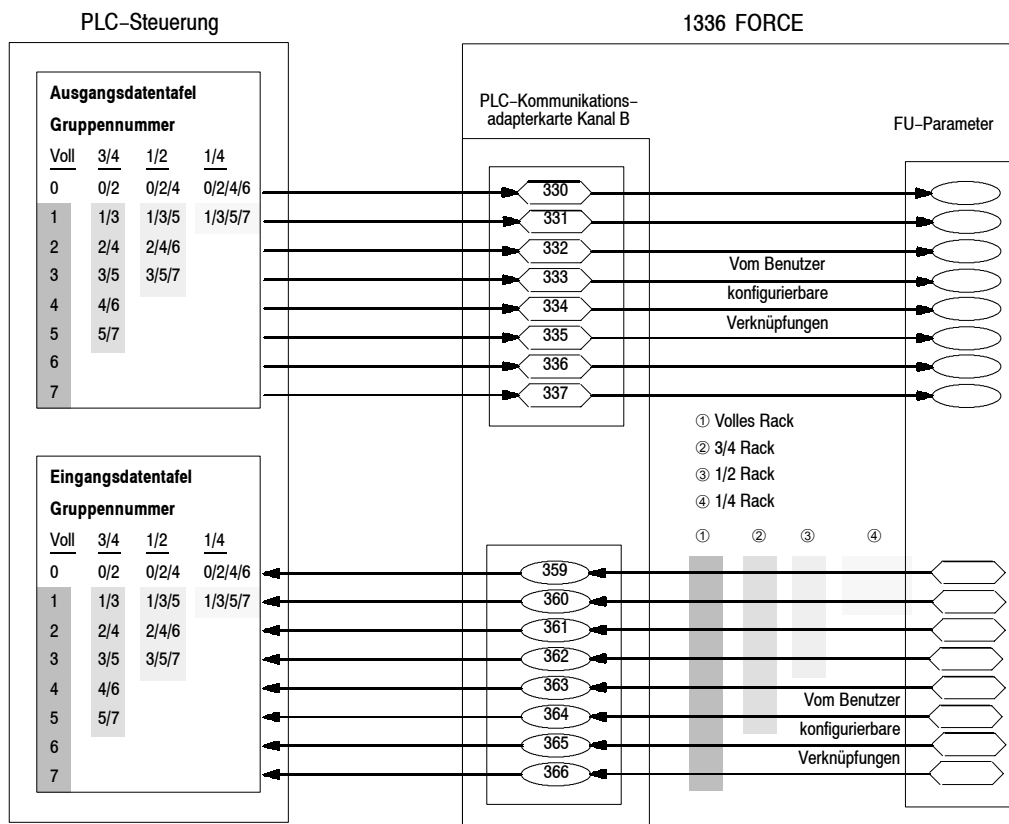 PLC–Steuerung
1336 FORCE
Ausgangsdatentafel
Gruppennummer
Voll 3/4 1/2 1/4
0 0/2 0/2/4 0/2/4/6
1 1/3 1/3/5 1/3/5/7
2 2/4 2/4/6
3 3/5 3/5/7
4 4/6
5 5/7
6
7
PLC–Kommunikations–
adapterkarte Kanal B
330
331
332
333
334
335
336
337
FU–Parameter
Vom Benutzer
konfigurierbare
Verknüpfungen
① Volles Rack
② 3/4 Rack
③ 1/2 Rack
④ 1/4 Rack
① ② ③ ④
Eingangsdatentafel
Gruppennummer
Voll 3/4 1/2 1/4
0 0/2 0/2/4 0/2/4/6
1 1/3 1/3/5 1/3/5/7
2 2/4 2/4/6
3 3/5 3/5/7
4 4/6
5 5/7
6
7
359
360
361
362
363
364
365
366
Vom Benutzer
konfigurierbare
Verknüpfungen